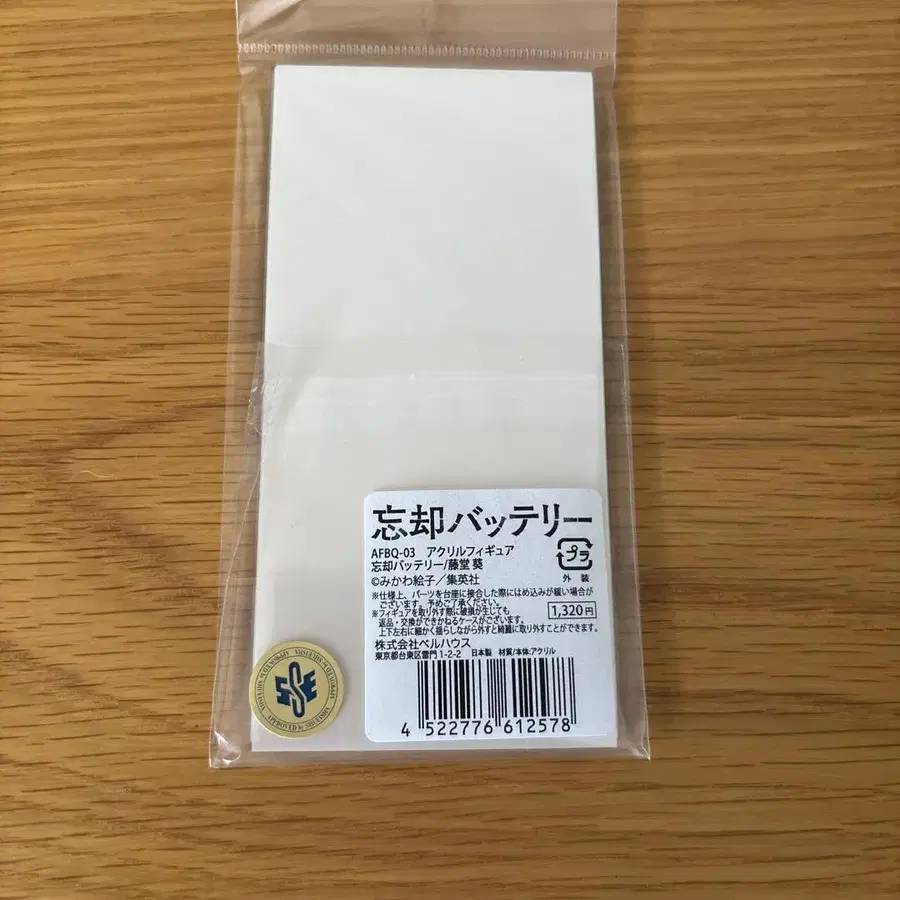 忘却バッテリー
AFBQ-03　アクリルフィギュア
忘却バッテリー/藤堂 葵
プラ
外 装
©みかわ絵子／集英社
※仕様上、パーツを台座に接合した際にはめ込みが緩い場合が
ございます。予めご了承ください。
※フィギュアを取り外す際に破損が生じても
返品・交換ができかねるケースがございます。
上下左右に細かく揺らしながら外すと綺麗に取り外すことができます。
1,320円
株式会社ベルハウス
東京都台東区雷門 1-2-2　日本製　材質/本体:アクリル
4 522776 612578
SSE
APPROVED by SHUEISHA